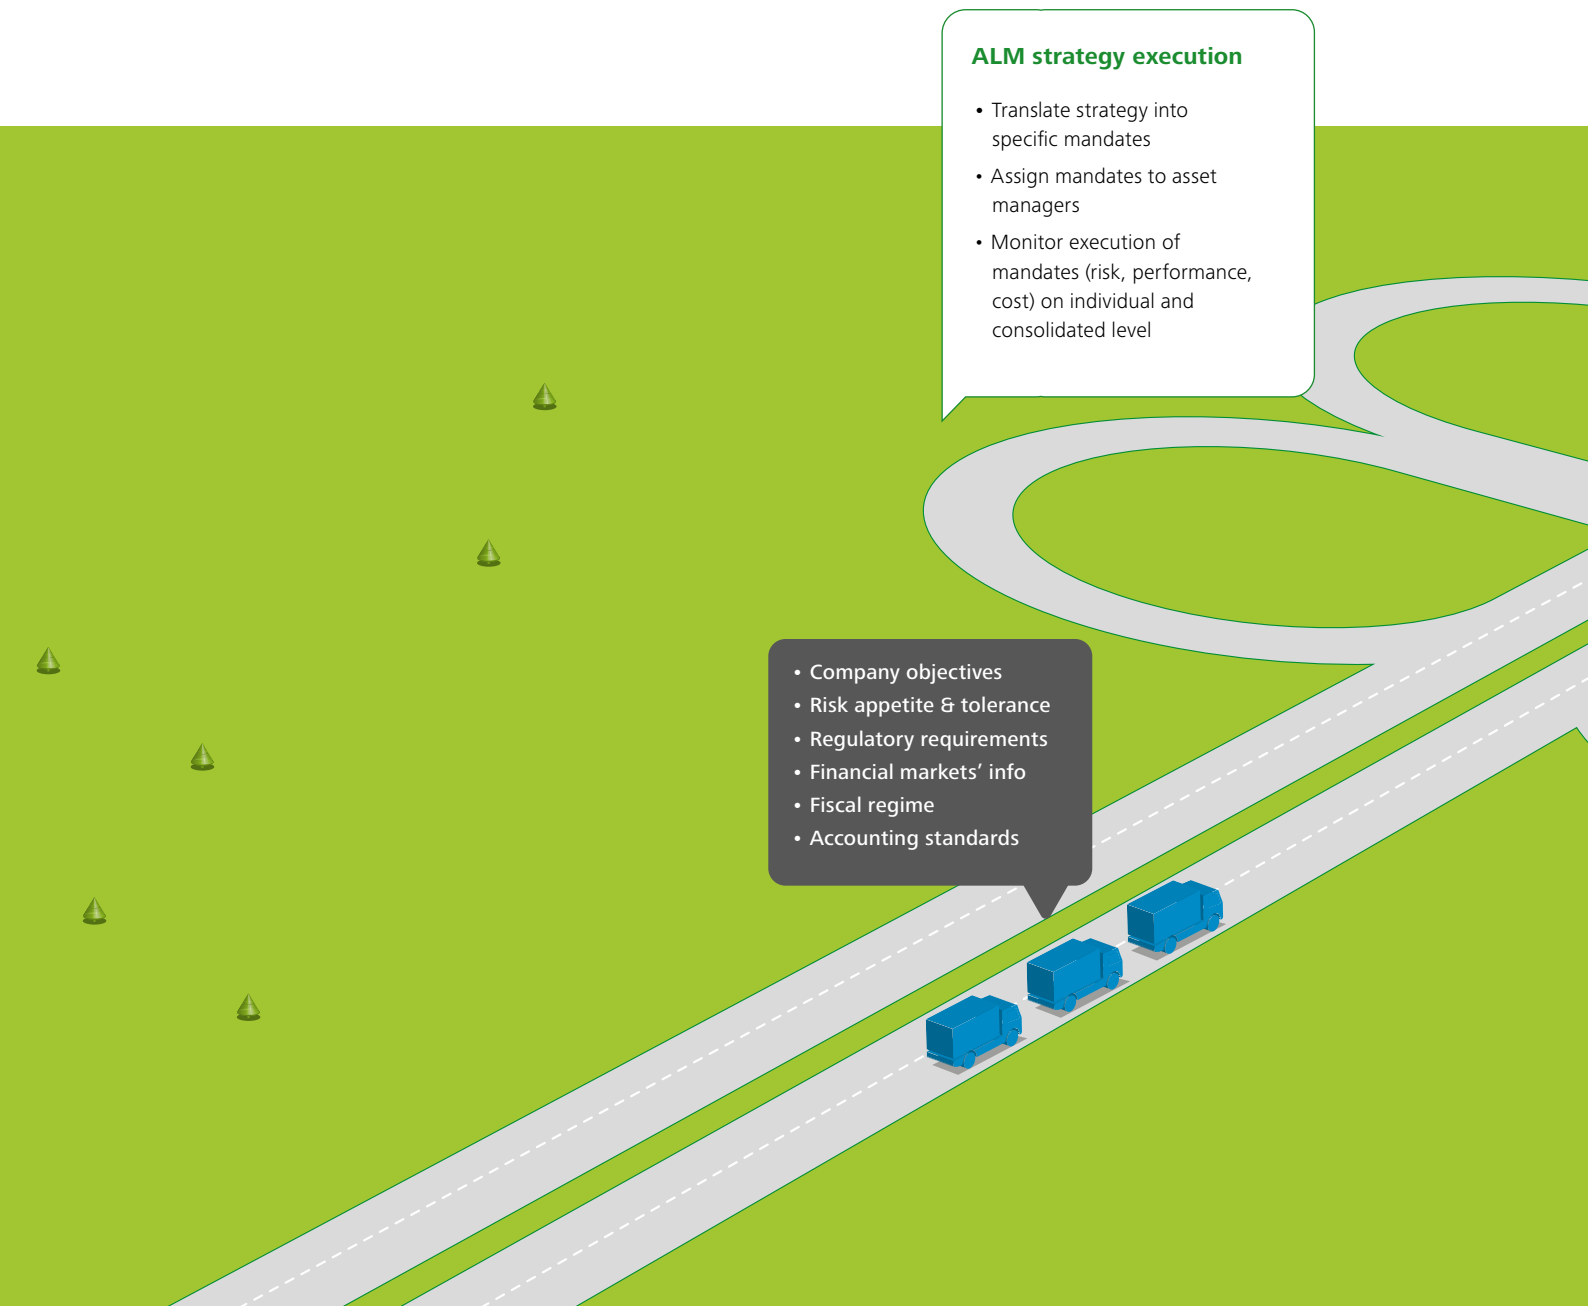 ALM strategy execution
• Translate strategy into
specific mandates
• Assign mandates to asset
managers
• Monitor execution of
mandates (risk, performance,
cost) on individual and
consolidated level
• Company objectives
• Risk appetite & tolerance
• Regulatory requirements
• Financial markets’ info
• Fiscal regime
• Accounting standards